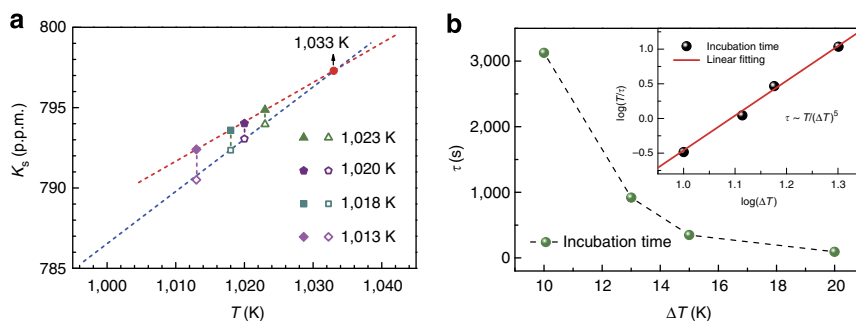 a
1,033 K
K_s (p.p.m.)
800
795
790
785
1,023 K
1,020 K
1,018 K
1,013 K
1,000 1,010 1,020 1,030 1,040
T (K)
b
τ (s)
3,000
2,000
1,000
0
Incubation time
10 12 14 16 18 20
ΔT (K)
Incubation time
Linear fitting
τ ~ T/(ΔT)^5
log(T/τ)
1.0
0.5
0.0
−0.5
1.0 1.1 1.2 1.3
log(ΔT)